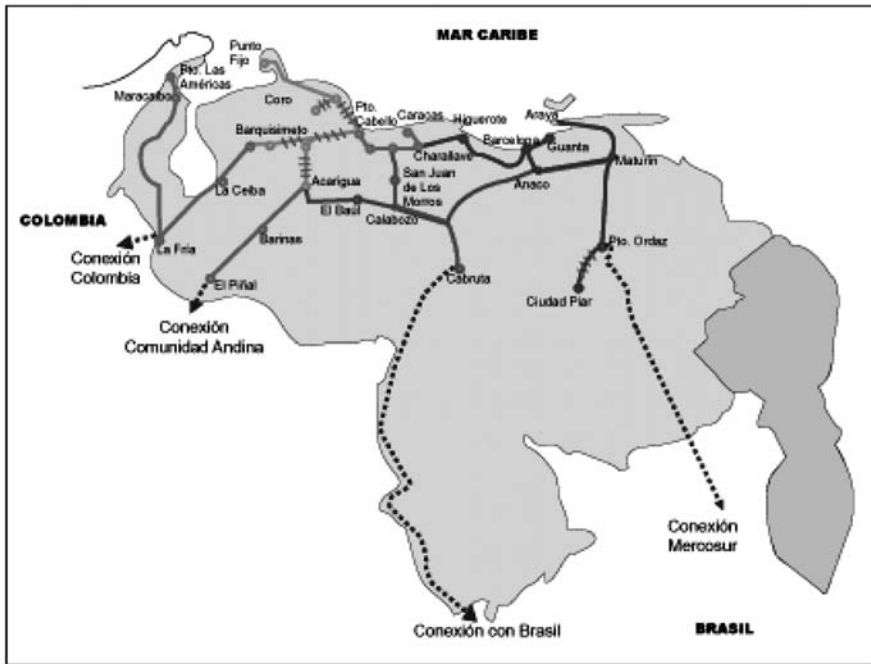 MAR CARIBE
Punto
Fijo
Pto. Las
Américas
Maracaibo
Coro
Pto.
Cabello
Caracas
Higuerote
Araya
Barquisimeto
Charallave
Barcelona
Guanta
Maturín
La Ceiba
Acarigua
San Juan
de Los
Morros
Anaco
El Baúl
Calabozo
COLOMBIA
La Fría
Barinas
Pto. Ordaz
Conexión
Colombia
El Piñal
Cabruta
Ciudad Piar
Conexión
Comunidad Andina
Conexión
Mercosur
Conexión con Brasil
BRASIL